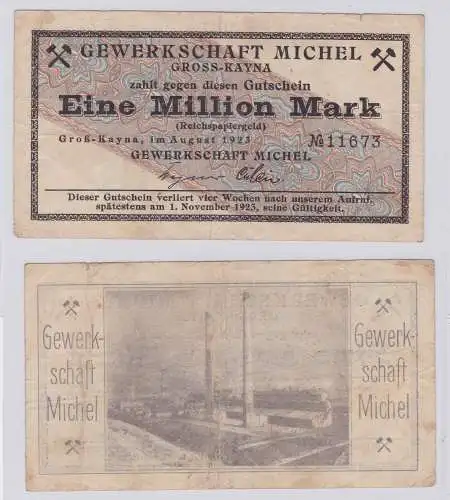 GEWERKSCHAFT MICHEL
GROSS-KAYNA
zahlt gegen diesen Gutschein
Eine Million Mark
(Reichspapiergeld)
Groß-Kayna, im August 1923 №11673
GEWERKSCHAFT MICHEL
Dieser Gutschein verliert vier Wochen nach unserem Aufruf,
spätestens am 1. November 1923, seine Gültigkeit.
Gewerk-
schaft
Michel
Gewerk-
schaft
Michel